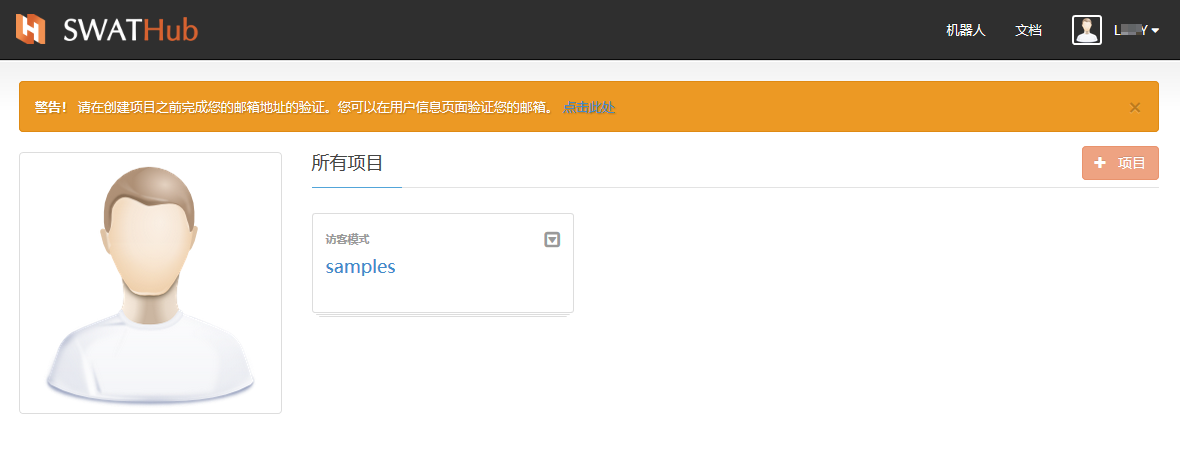 SWATHub
机器人 文档
警告! 请在创建项目之前完成您的邮箱地址的验证。您可以在用户信息页面验证您的邮箱。 点击此处 ×
所有项目
+ 项目
访客模式
samples